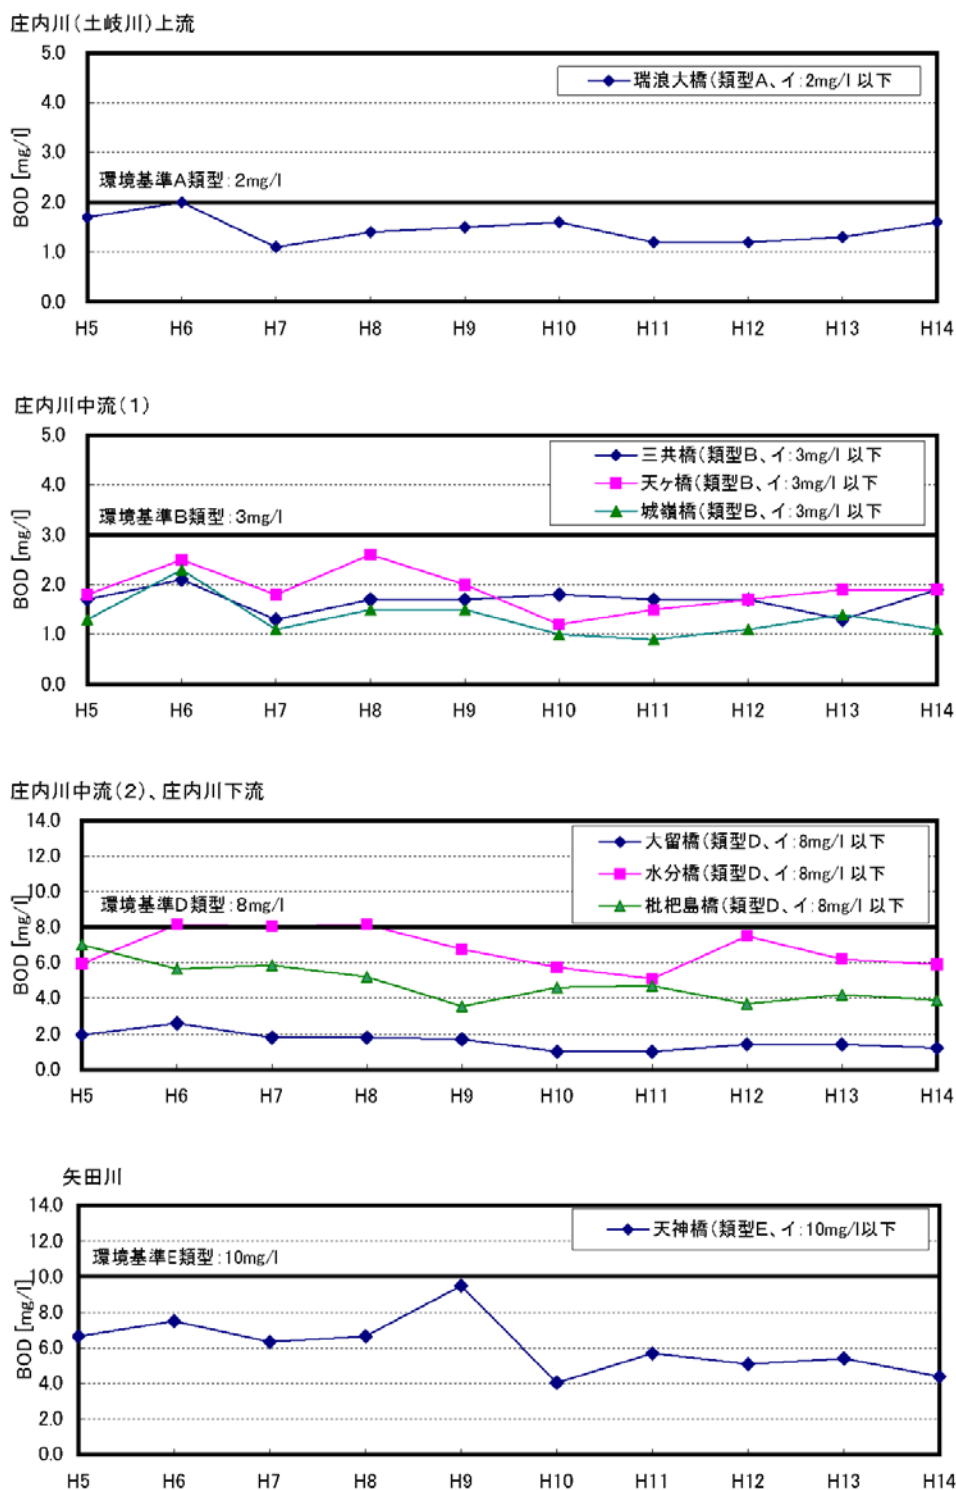 庄内川(土岐川)上流
5.0
瑞浪大橋(類型A、イ:2mg/l 以下
4.0
3.0
環境基準A類型:2mg/l
2.0
1.0
0.0
BOD [mg/l]
H5 H6 H7 H8 H9 H10 H11 H12 H13 H14
庄内川中流(1)
5.0
三共橋(類型B、イ:3mg/l 以下
天ヶ橋(類型B、イ:3mg/l 以下
4.0
城嶺橋(類型B、イ:3mg/l 以下
環境基準B類型:3mg/l
3.0
2.0
1.0
0.0
BOD [mg/l]
H5 H6 H7 H8 H9 H10 H11 H12 H13 H14
庄内川中流(2)、庄内川下流
14.0
大留橋(類型D、イ:8mg/l 以下
12.0
水分橋(類型D、イ:8mg/l 以下
10.0
環境基準D類型:8mg/l
枇杷島橋(類型D、イ:8mg/l 以下
8.0
6.0
4.0
2.0
0.0
BOD [mg/l]
H5 H6 H7 H8 H9 H10 H11 H12 H13 H14
矢田川
14.0
天神橋(類型E、イ:10mg/l以下
12.0
環境基準E類型:10mg/l
10.0
8.0
6.0
4.0
2.0
0.0
BOD [mg/l]
H5 H6 H7 H8 H9 H10 H11 H12 H13 H14